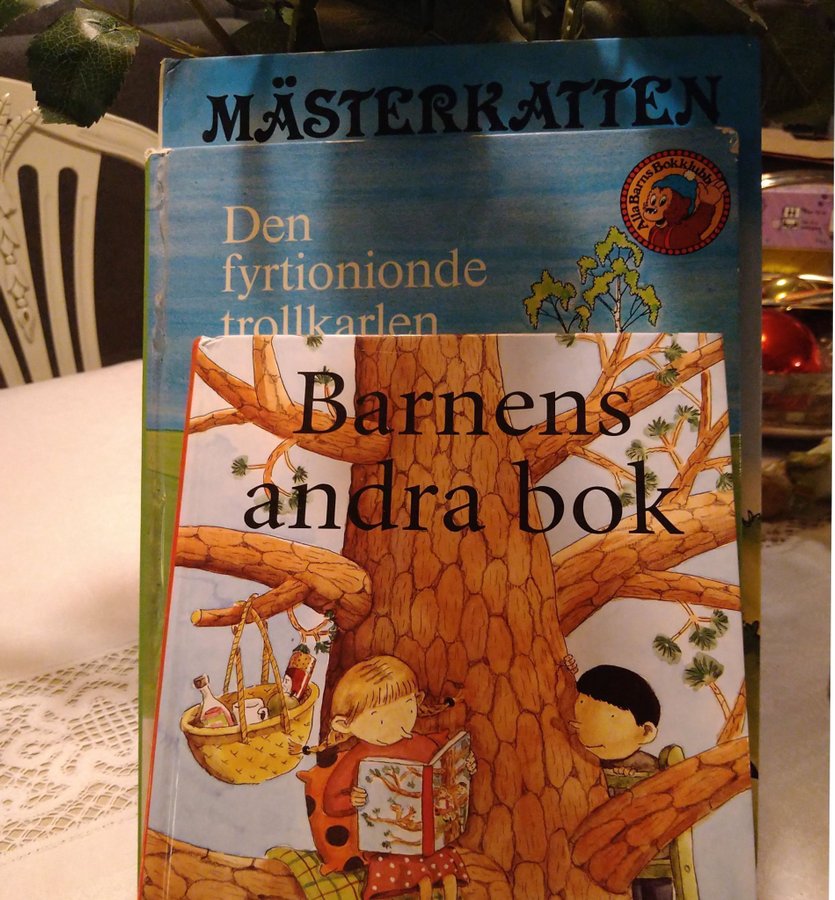 MÄSTERKATTEN
Alla Barns Bokklubb
Den
fyrtionionde
trollkarlen
Barnens
andra bok